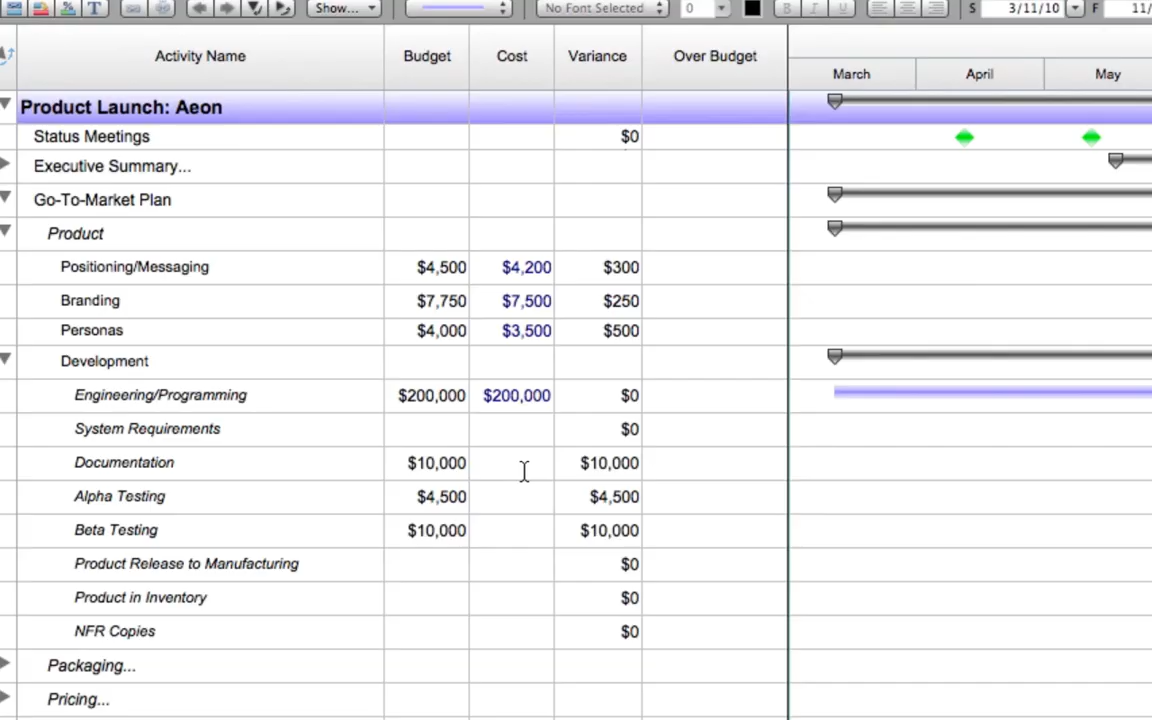 T Show... No Font Selected 0 B I U S 3/11/10 F 11/
Activity Name Budget Cost Variance Over Budget
March April May
Product Launch: Aeon
Status Meetings $0
Executive Summary...
Go-To-Market Plan
Product
Positioning/Messaging $4,500 $4,200 $300
Branding $7,750 $7,500 $250
Personas $4,000 $3,500 $500
Development
Engineering/Programming $200,000 $200,000 $0
System Requirements $0
Documentation $10,000 $10,000
Alpha Testing $4,500 $4,500
Beta Testing $10,000 $10,000
Product Release to Manufacturing $0
Product in Inventory $0
NFR Copies $0
Packaging...
Pricing...